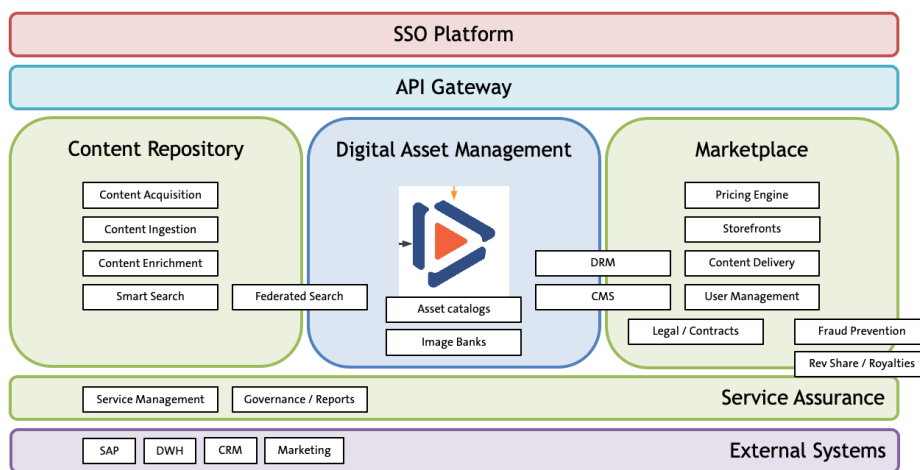 SSO Platform
API Gateway
Content Repository
Content Acquisition
Content Ingestion
Content Enrichment
Smart Search
Federated Search
Digital Asset Management
Asset catalogs
Image Banks
DRM
CMS
Marketplace
Pricing Engine
Storefronts
Content Delivery
User Management
Legal / Contracts
Fraud Prevention
Rev Share / Royalties
Service Management
Governance / Reports
Service Assurance
SAP
DWH
CRM
Marketing
External Systems